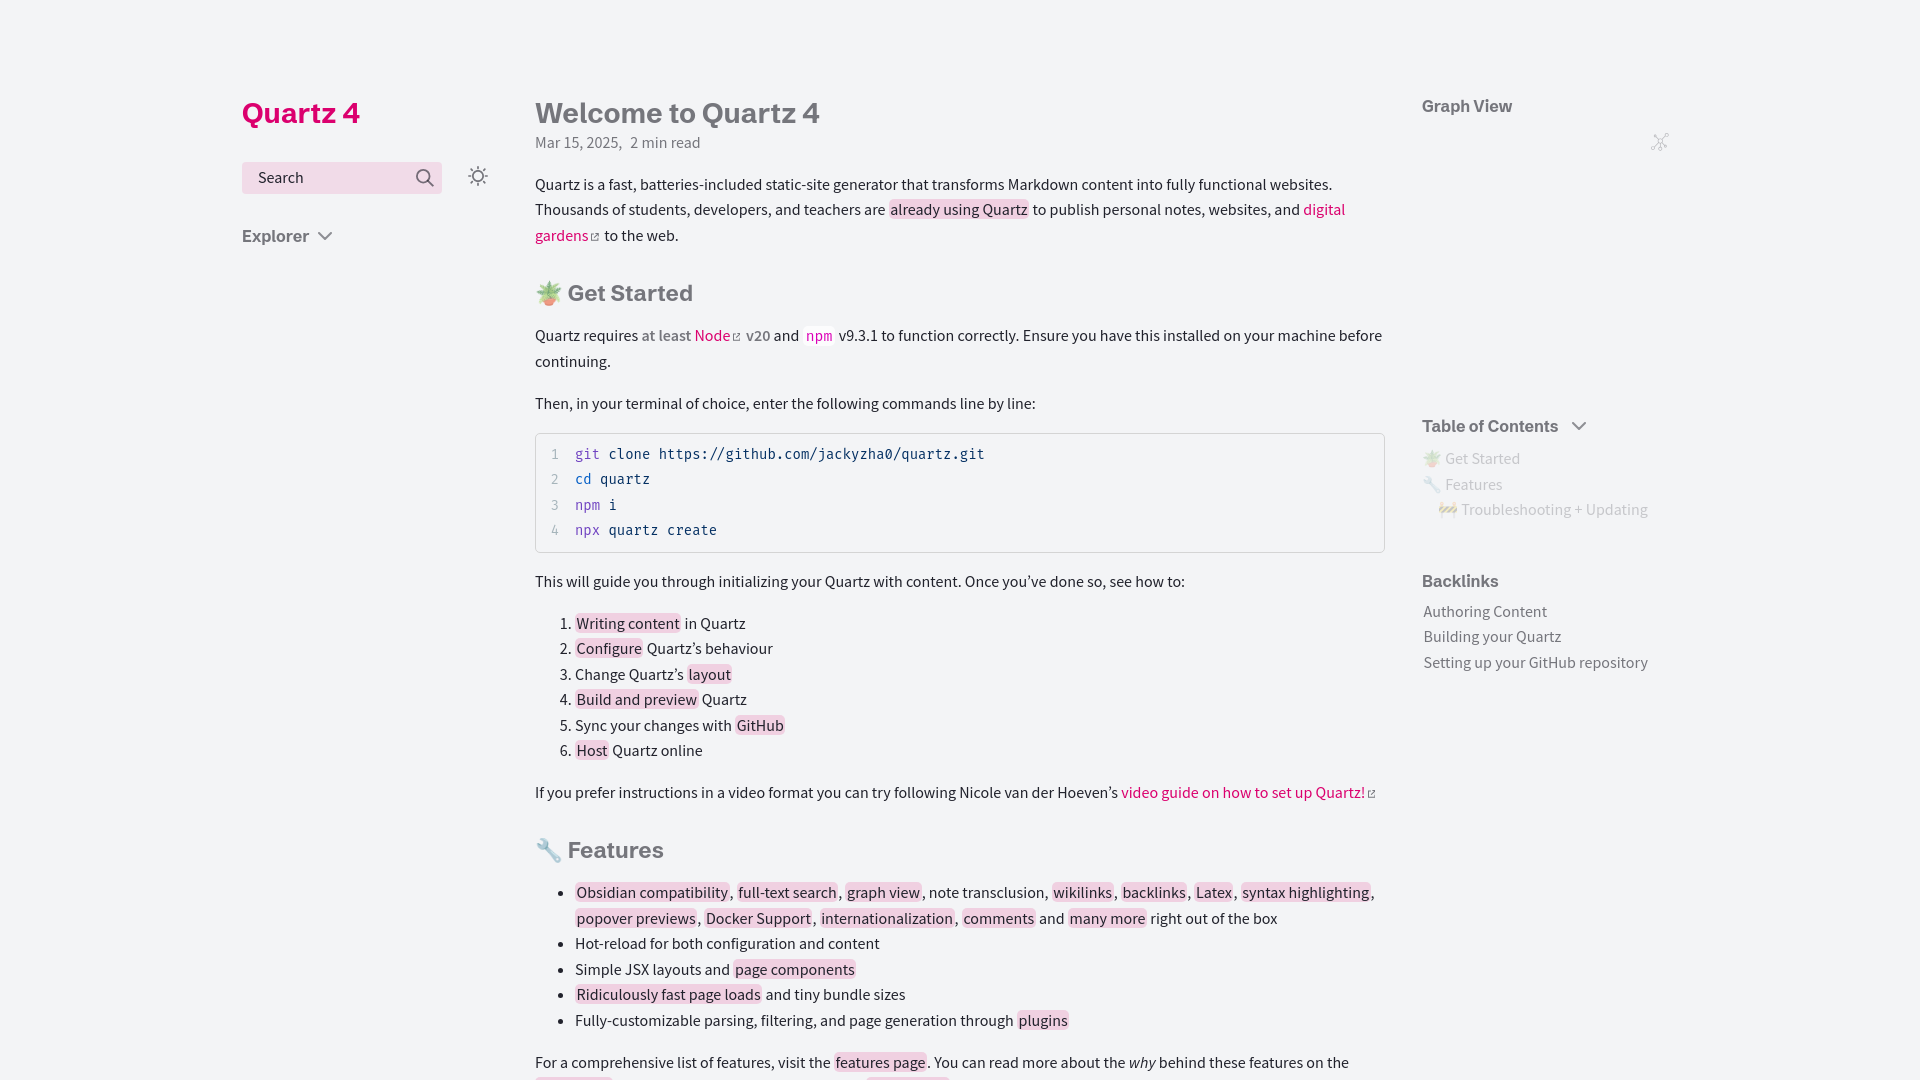 Quartz 4
Search
Explorer
Welcome to Quartz 4
Mar 15, 2025, 2 min read
Quartz is a fast, batteries-included static-site generator that transforms Markdown content into fully functional websites.
Thousands of students, developers, and teachers are already using Quartz to publish personal notes, websites, and digital
gardens to the web.
🪴 Get Started
Quartz requires at least Node v20 and npm v9.3.1 to function correctly. Ensure you have this installed on your machine before
continuing.
Then, in your terminal of choice, enter the following commands line by line:
1 git clone https://github.com/jackyzha0/quartz.git
2 cd quartz
3 npm i
4 npx quartz create
This will guide you through initializing your Quartz with content. Once you’ve done so, see how to:
1. Writing content in Quartz
2. Configure Quartz’s behaviour
3. Change Quartz’s layout
4. Build and preview Quartz
5. Sync your changes with GitHub
6. Host Quartz online
If you prefer instructions in a video format you can try following Nicole van der Hoeven’s video guide on how to set up Quartz!
🔧 Features
• Obsidian compatibility, full-text search, graph view, note transclusion, wikilinks, backlinks, Latex, syntax highlighting,
popover previews, Docker Support, internationalization, comments and many more right out of the box
• Hot-reload for both configuration and content
• Simple JSX layouts and page components
• Ridiculously fast page loads and tiny bundle sizes
• Fully-customizable parsing, filtering, and page generation through plugins
For a comprehensive list of features, visit the features page. You can read more about the why behind these features on the
Graph View
Table of Contents
🪴 Get Started
🔧 Features
🚧 Troubleshooting + Updating
Backlinks
Authoring Content
Building your Quartz
Setting up your GitHub repository